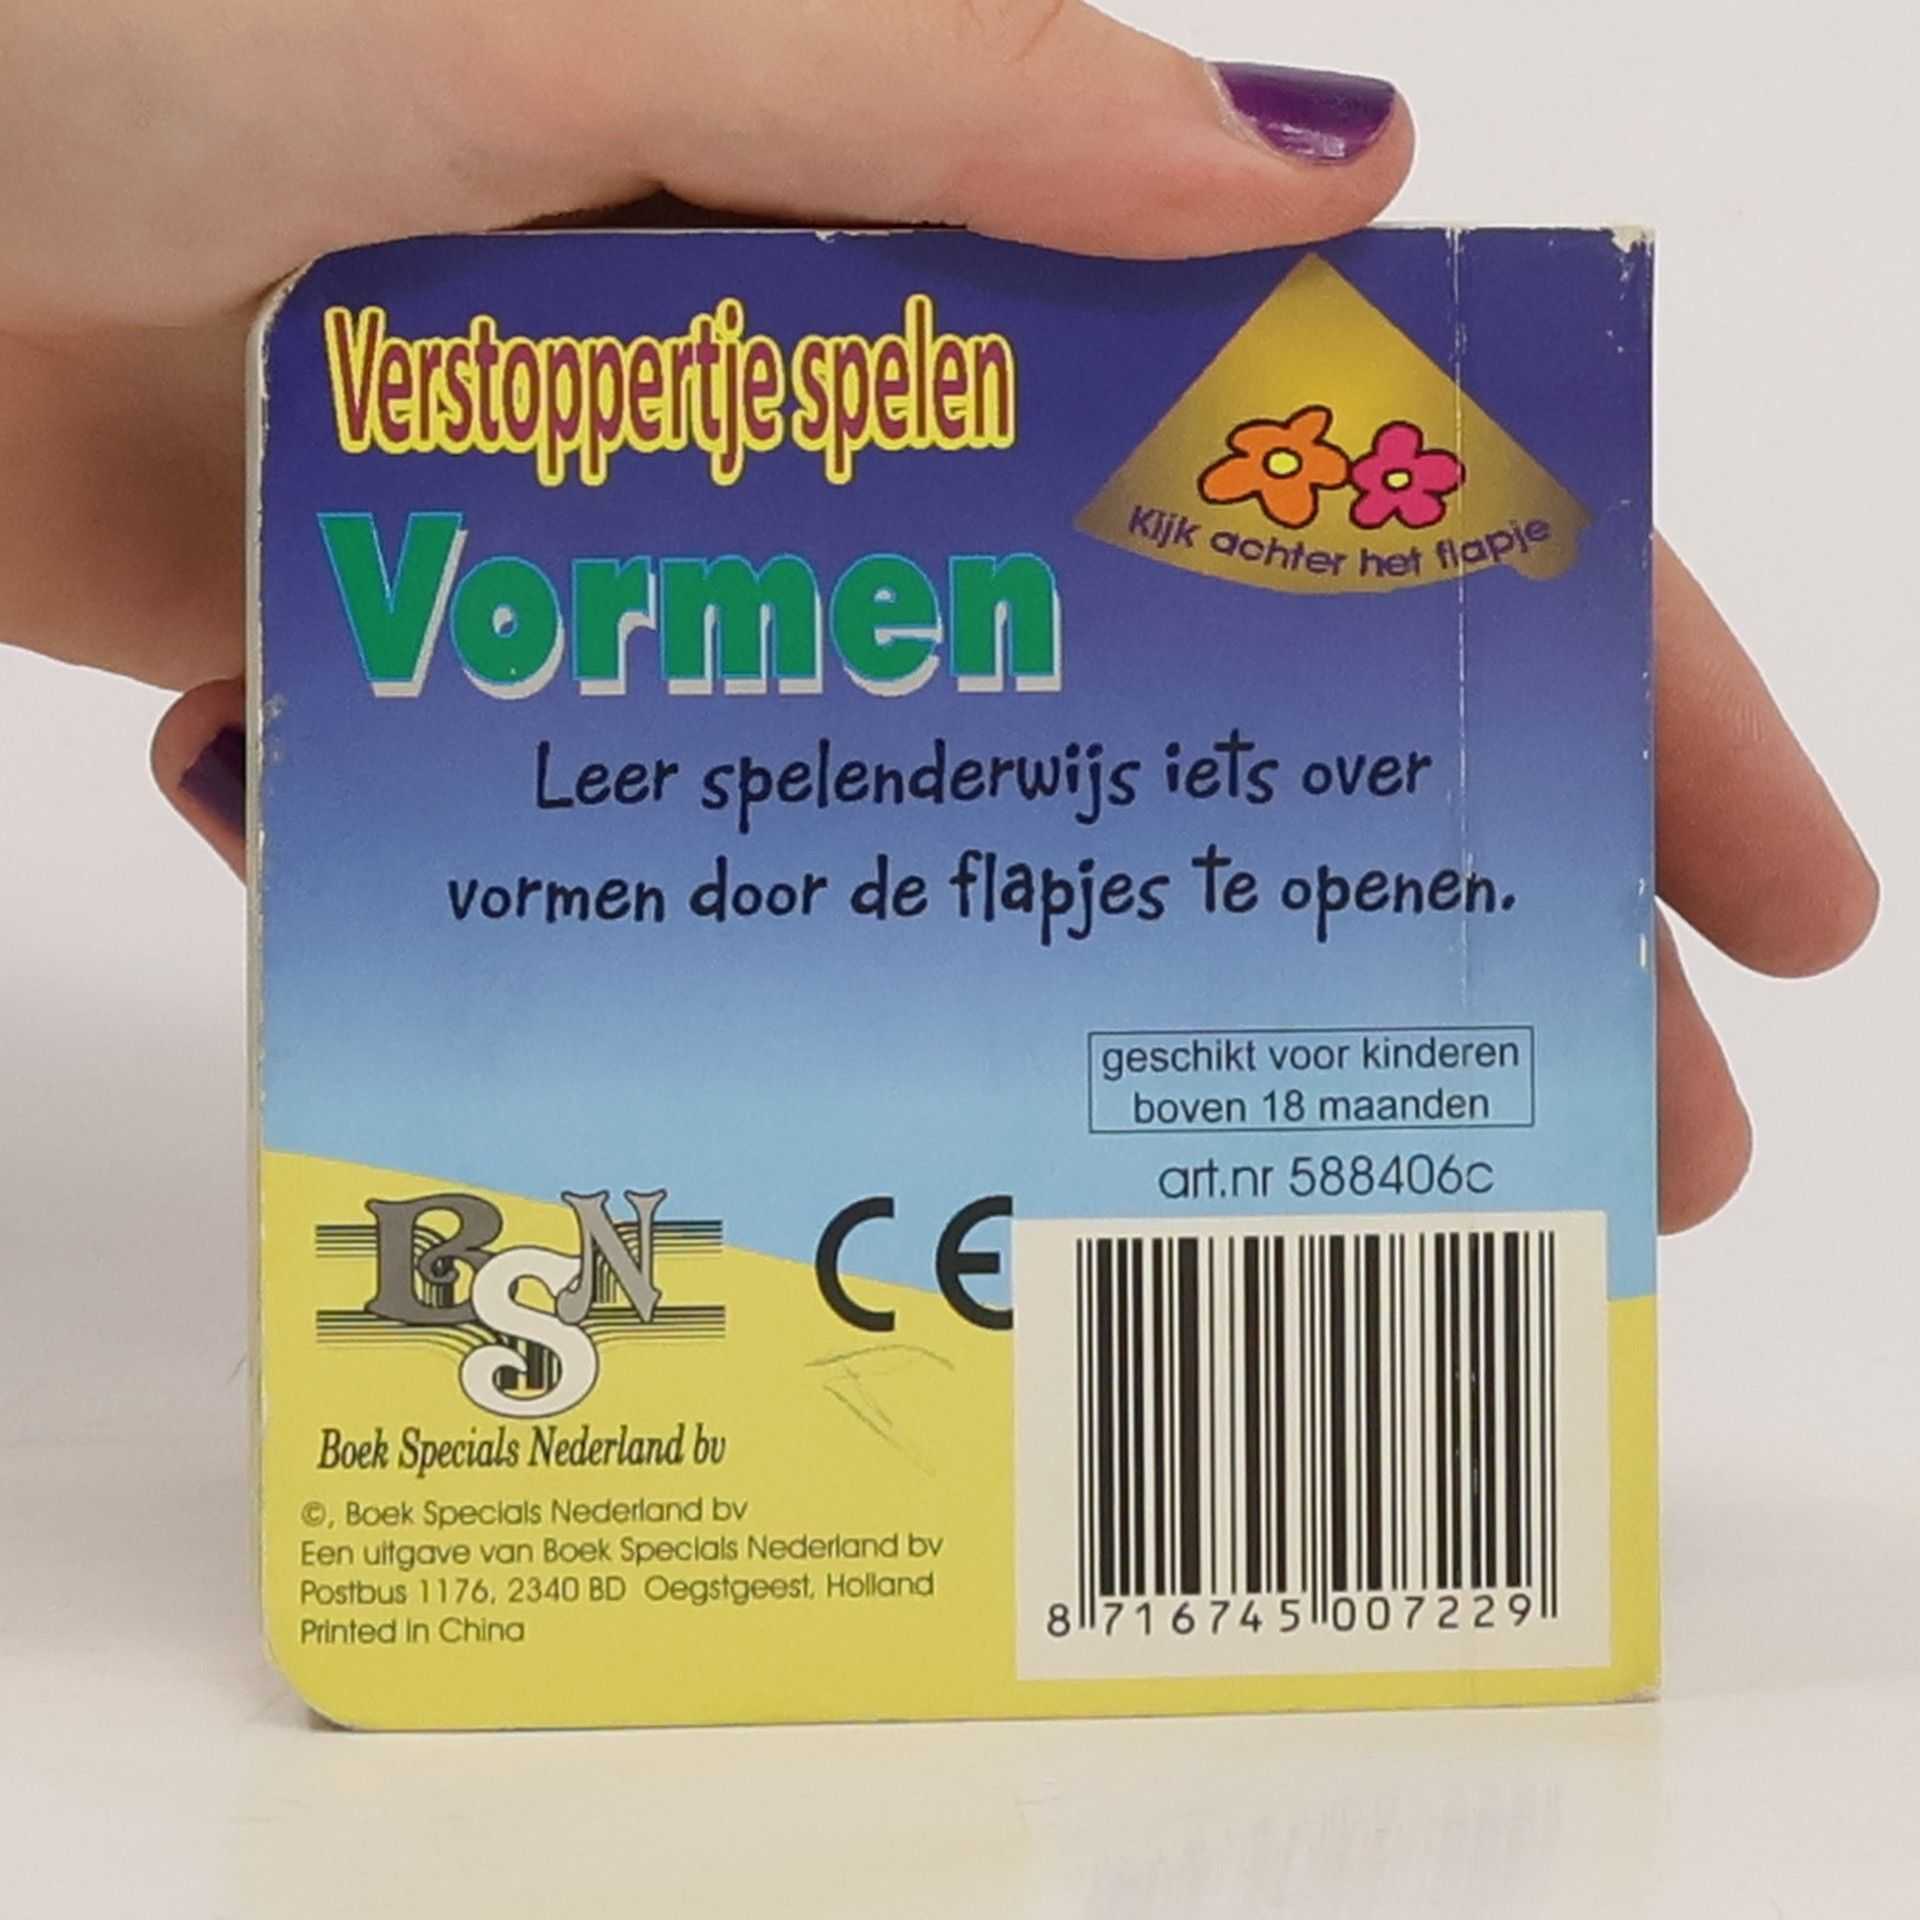 Verstoppertje spelen
Kijk achter het flapje
Vormen
Leer spelenderwijs iets over
vormen door de flapjes te openen.
geschikt voor kinderen
boven 18 maanden
art.nr 588406c
BSN
CE
Boek Specials Nederland bv
©, Boek Specials Nederland bv
Een uitgave van Boek Specials Nederland bv
Postbus 1176, 2340 BD Oegstgeest, Holland
Printed in China
8 716745 007229